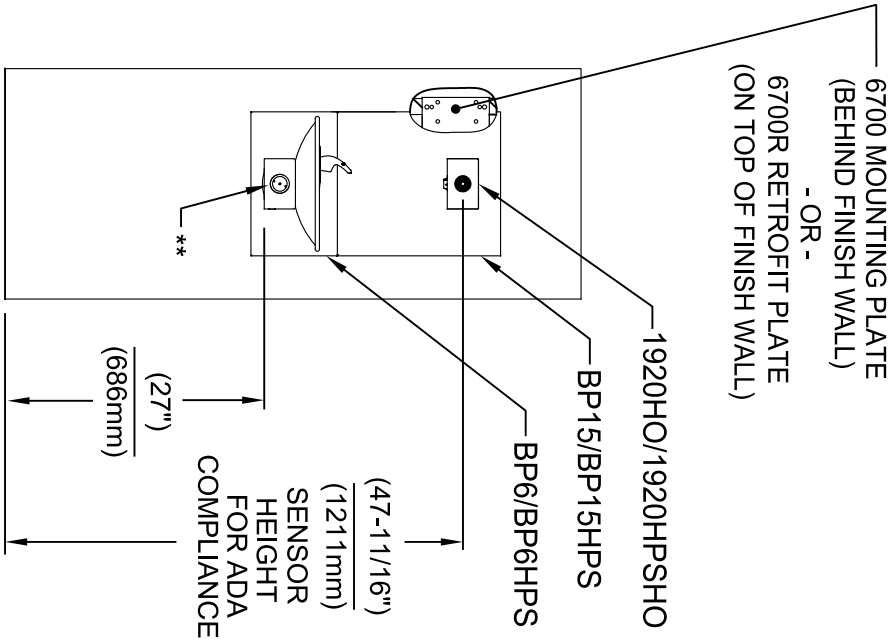 6700 MOUNTING PLATE
(BEHIND FINISH WALL)
- OR -
6700R RETROFIT PLATE
(ON TOP OF FINISH WALL)
1920HO/1920HPSHO
BP15/BP15HPS
BP6/BP6HPS
**
(27")
(686mm)
(47-11/16")
(1211mm)
SENSOR
HEIGHT
FOR ADA
COMPLIANCE